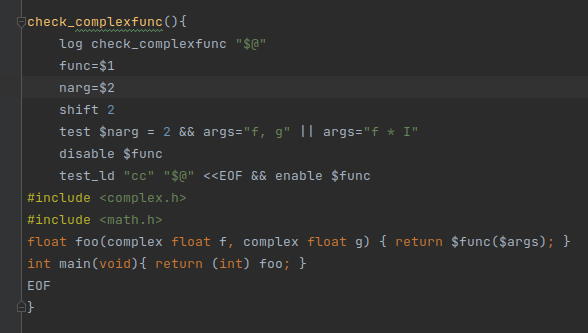 check_complexfunc(){
    log check_complexfunc "$@"
    func=$1
    narg=$2
    shift 2
    test $narg = 2 && args="f, g" || args="f * I"
    disable $func
    test_ld "cc" "$@" <<EOF && enable $func
#include <complex.h>
#include <math.h>
float foo(complex float f, complex float g) { return $func($args); }
int main(void){ return (int) foo; }
EOF
}